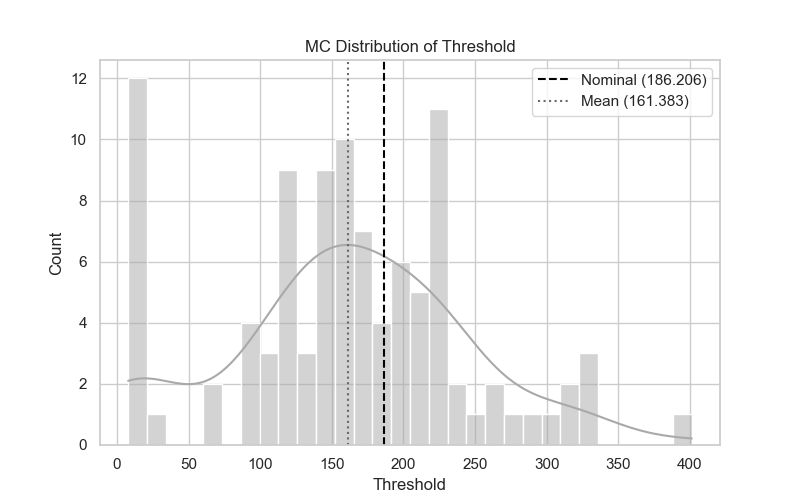 MC Distribution of Threshold
Nominal (186.206)
Mean (161.383)
Count
12
10
8
6
4
2
0
0 50 100 150 200 250 300 350 400
Threshold